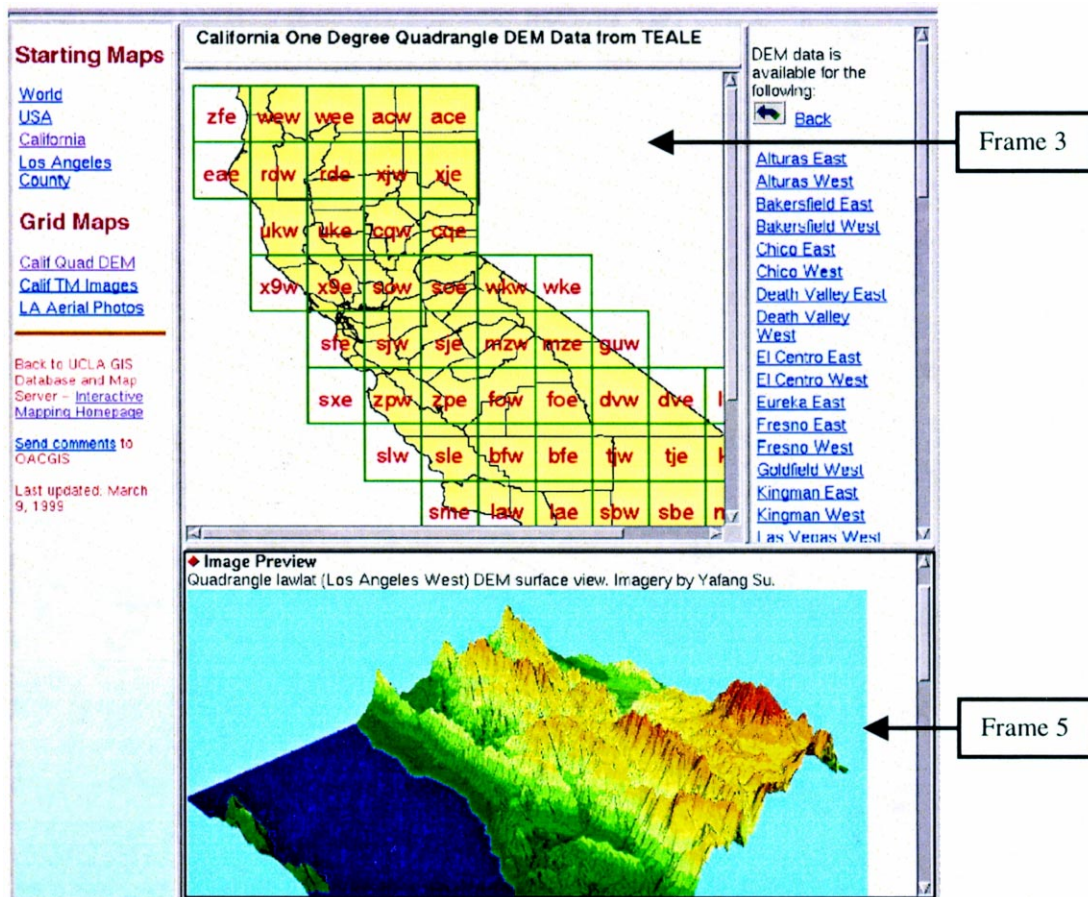 Starting Maps
World
USA
California
Los Angeles
County
Grid Maps
Calif Quad DEM
Calif TM Images
LA Aerial Photos
Back to UCLA GIS
Database and Map
Server – Interactive
Mapping Homepage
Send comments to
OACGIS
Last updated: March
9, 1999
California One Degree Quadrangle DEM Data from TEALE
zfe wew wee acw ace
eae rdw rde xjw xje
ukw uke cqw cqe
x9w x9e sow soe wkw wke
sfe sjw sje mzw mze guw
sxe zpw zpe fow foe dvw dve
slw sle bfw bfe tjw tje
sme law lae sbw sbe
DEM data is
available for the
following:
Back
Alturas East
Alturas West
Bakersfield East
Bakersfield West
Chico East
Chico West
Death Valley East
Death Valley
West
El Centro East
El Centro West
Eureka East
Fresno East
Fresno West
Goldfield West
Kingman East
Kingman West
Las Vegas West
Frame 3
Image Preview
Quadrangle lawlat (Los Angeles West) DEM surface view. Imagery by Yafang Su.
Frame 5